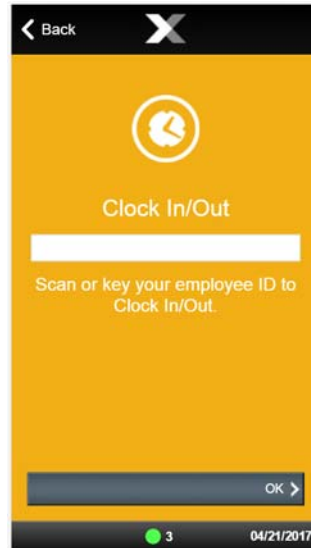 Back
Clock In/Out
Scan or key your employee ID to
Clock In/Out.
OK
3
04/21/2017